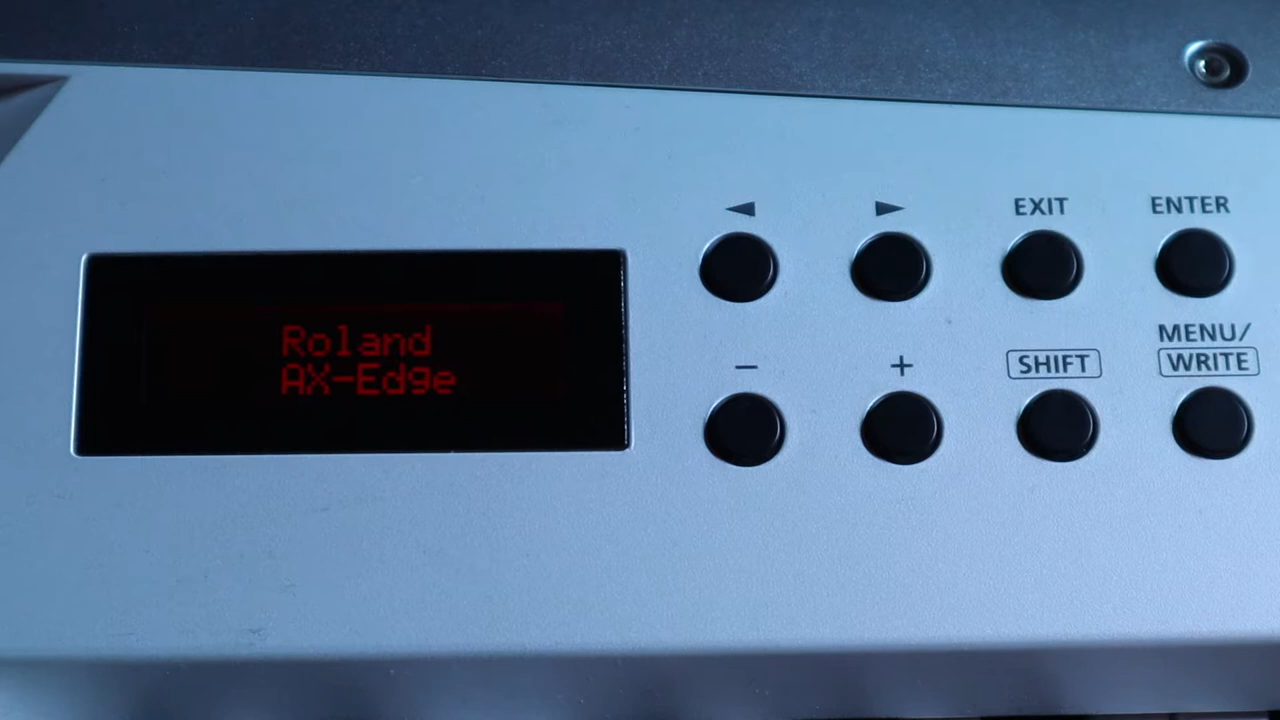 Roland
AX-Edge
◄ ► EXIT ENTER
− + SHIFT MENU/
WRITE